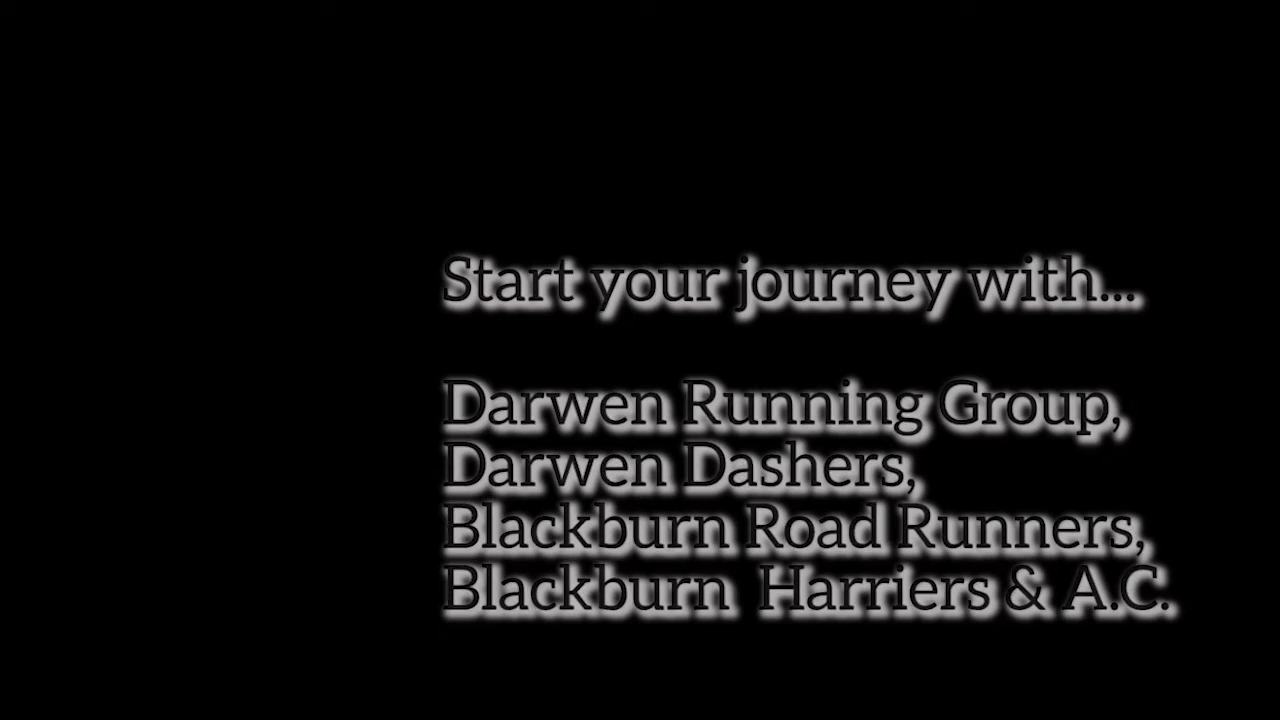 Start your journey with...
Darwen Running Group,
Darwen Dashers,
Blackburn Road Runners,
Blackburn  Harriers & A.C.